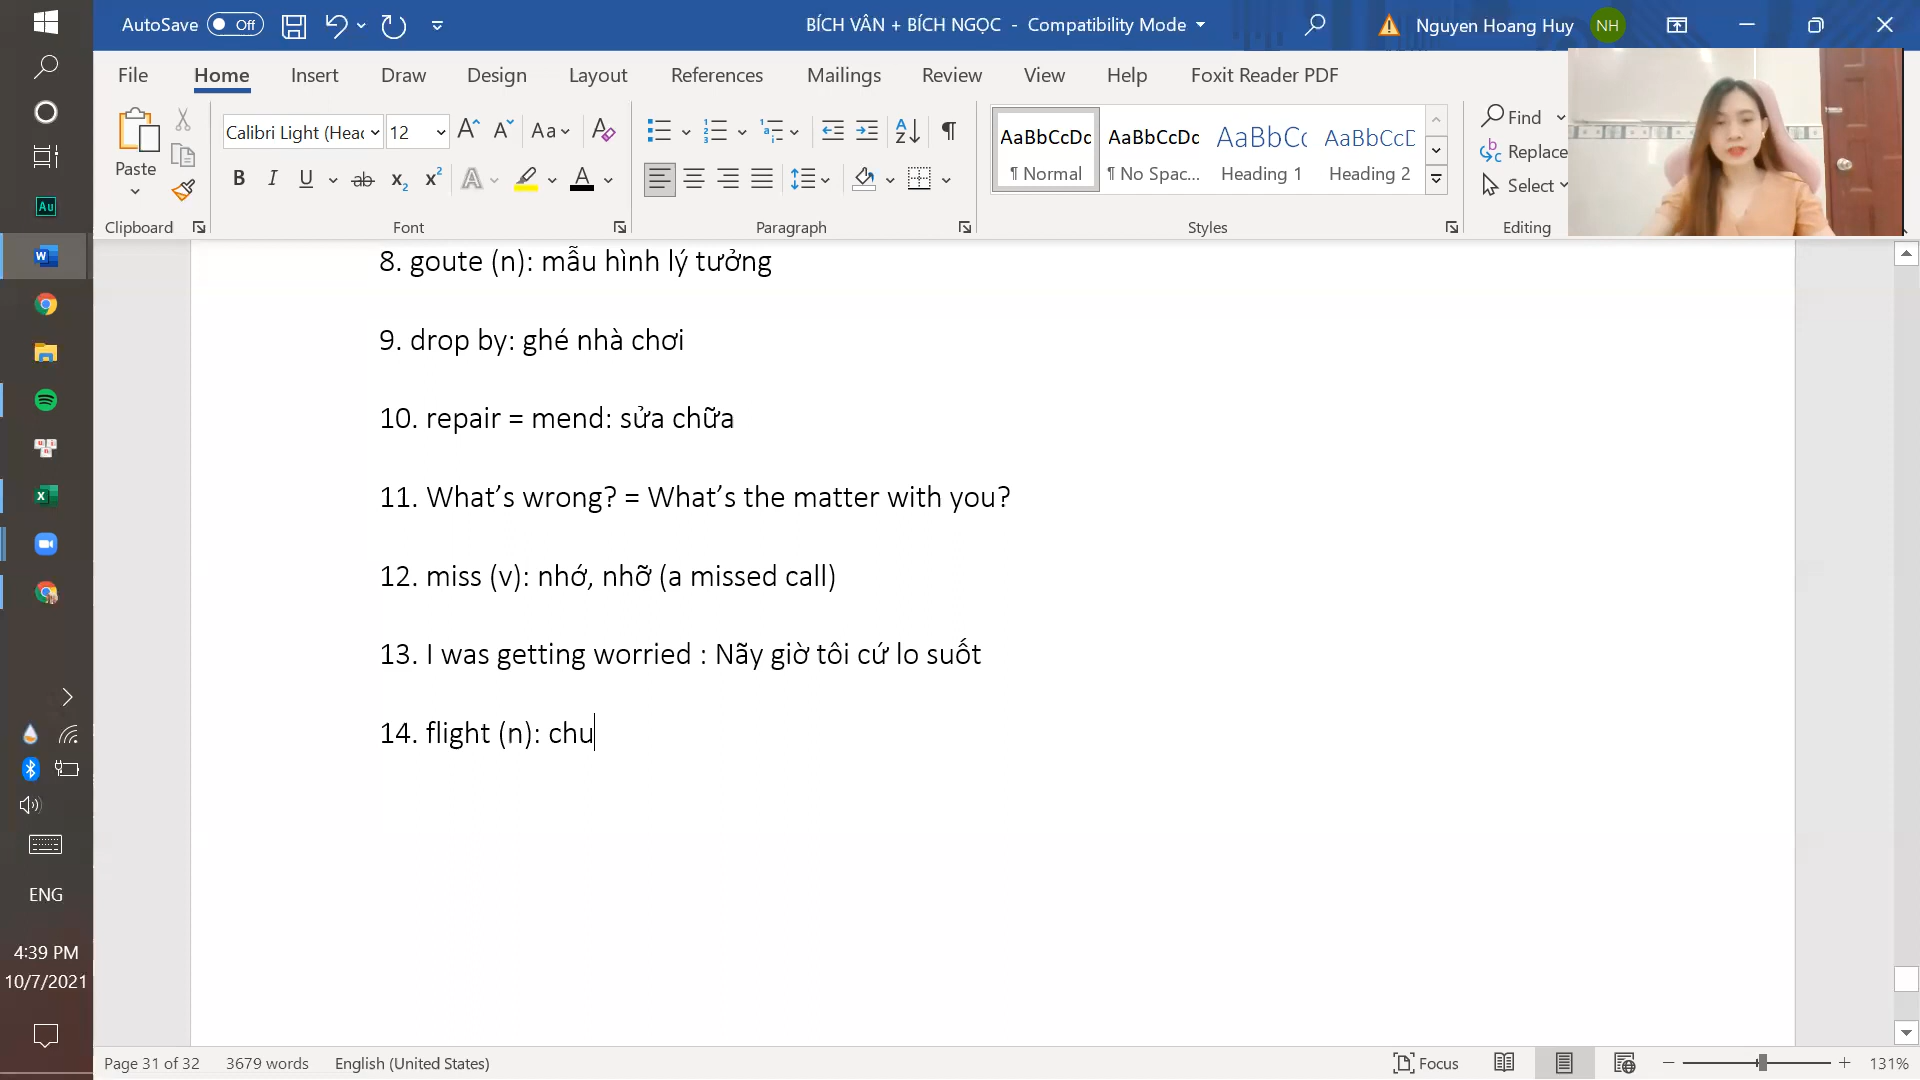 AutoSave Off
BÍCH VÂN + BÍCH NGỌC - Compatibility Mode
Nguyen Hoang Huy NH
File Home Insert Draw Design Layout References Mailings Review View Help Foxit Reader PDF
Paste
Calibri Light (Head 12
Aa
B I U ab x₂ x² A A
AaBbCcDc AaBbCcDc AaBbCc AaBbCcD
¶ Normal ¶ No Spac... Heading 1 Heading 2
Find
Replace
Select
Clipboard Font Paragraph Styles Editing
8. goute (n): mẫu hình lý tưởng
9. drop by: ghé nhà chơi
10. repair = mend: sửa chữa
11. What’s wrong? = What’s the matter with you?
12. miss (v): nhớ, nhỡ (a missed call)
13. I was getting worried : Nãy giờ tôi cứ lo suốt
14. flight (n): chu
Au
ENG
4:39 PM
10/7/2021
Page 31 of 32 3679 words English (United States)
Focus
131%